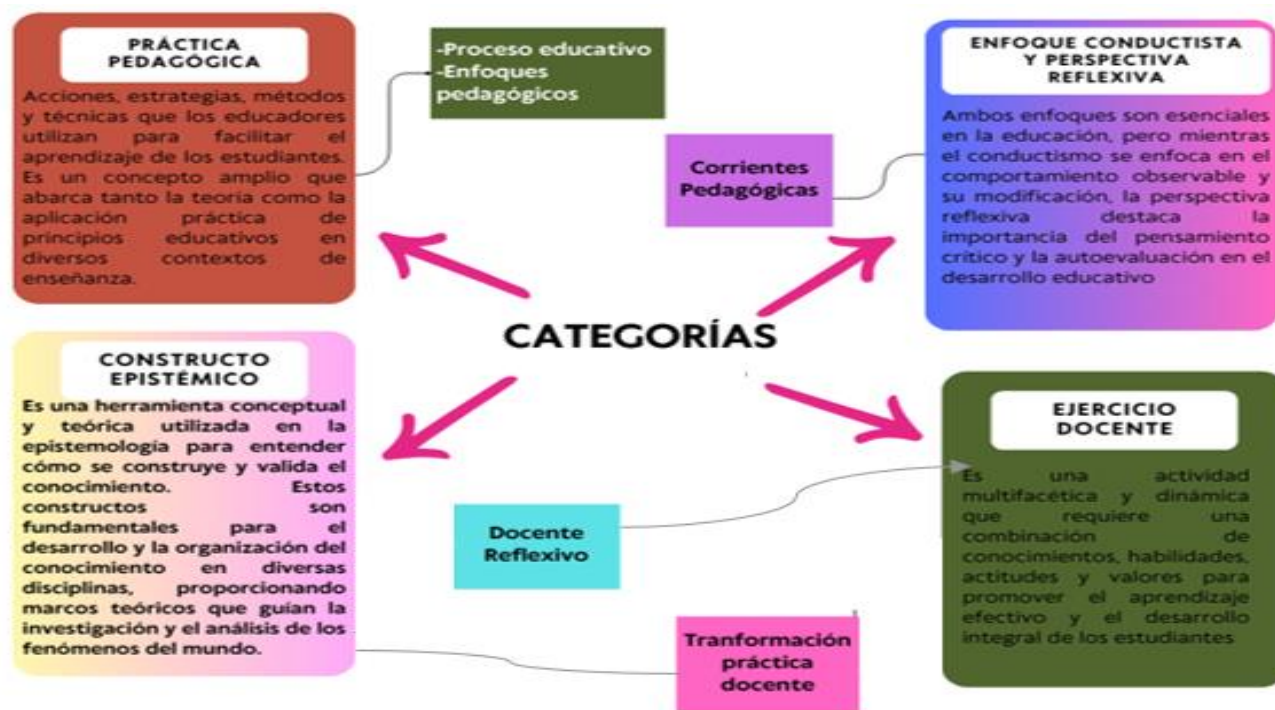 PRÁCTICA
PEDAGÓGICA
Acciones, estrategias, métodos
y técnicas que los educadores
utilizan para facilitar el
aprendizaje de los estudiantes.
Es un concepto amplio que
abarca tanto la teoría como la
aplicación práctica de
principios educativos en
diversos contextos de
enseñanza.
-Proceso educativo
-Enfoques
pedagógicos
Corrientes
Pedagógicas
ENFOQUE CONDUCTISTA
Y PERSPECTIVA
REFLEXIVA
Ambos enfoques son esenciales
en la educación, pero mientras
el conductismo se enfoca en el
comportamiento observable y
su modificación, la perspectiva
reflexiva destaca la
importancia del pensamiento
crítico y la autoevaluación en el
desarrollo educativo
CATEGORÍAS
CONSTRUCTO
EPISTÉMICO
Es una herramienta conceptual
y teórica utilizada en la
epistemología para entender
cómo se construye y valida el
conocimiento. Estos
constructos son
fundamentales para el
desarrollo y la organización del
conocimiento en diversas
disciplinas, proporcionando
marcos teóricos que guían la
investigación y el análisis de los
fenómenos del mundo.
Docente
Reflexivo
Tranformación
práctica
docente
EJERCICIO
DOCENTE
Es una actividad
multifacética y dinámica
que requiere una
combinación de
conocimientos, habilidades,
actitudes y valores para
promover el aprendizaje
efectivo y el desarrollo
integral de los estudiantes